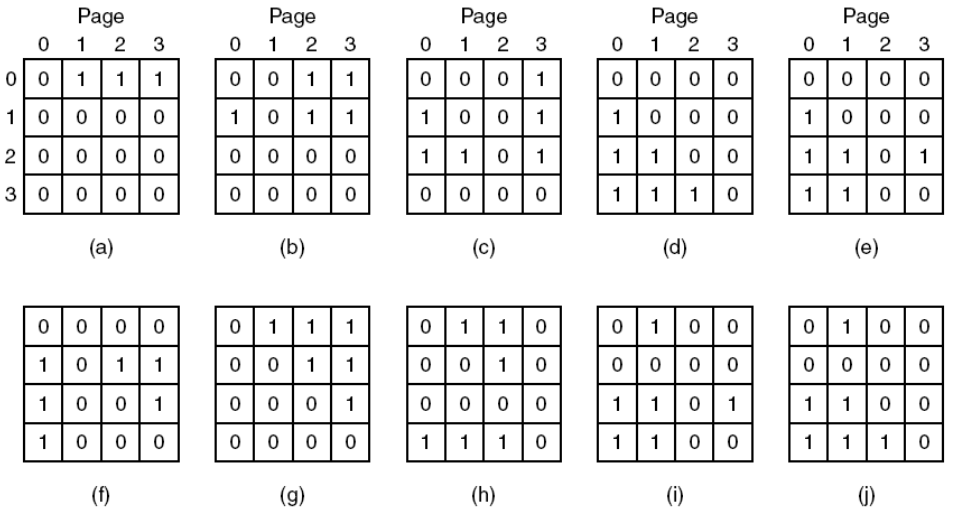 Page Page Page Page Page
0 1 2 3 0 1 2 3 0 1 2 3 0 1 2 3 0 1 2 3
0 0 1 1 1 0 0 1 1 0 0 0 1 0 0 0 0 0 0 0 0
1 0 0 0 0 1 0 1 1 1 0 0 1 1 0 0 0 1 0 0 0
2 0 0 0 0 0 0 0 0 1 1 0 1 1 1 0 0 1 1 0 1
3 0 0 0 0 0 0 0 0 0 0 0 0 1 1 1 0 1 1 0 0
(a) (b) (c) (d) (e)
0 0 0 0 0 1 1 1 0 1 1 0 0 1 0 0 0 1 0 0
1 0 1 1 0 0 1 1 0 0 1 0 0 0 0 0 0 0 0 0
1 0 0 1 0 0 0 1 0 0 0 0 1 1 0 1 1 1 0 0
1 0 0 0 0 0 0 0 1 1 1 0 1 1 0 0 1 1 1 0
(f) (g) (h) (i) (j)